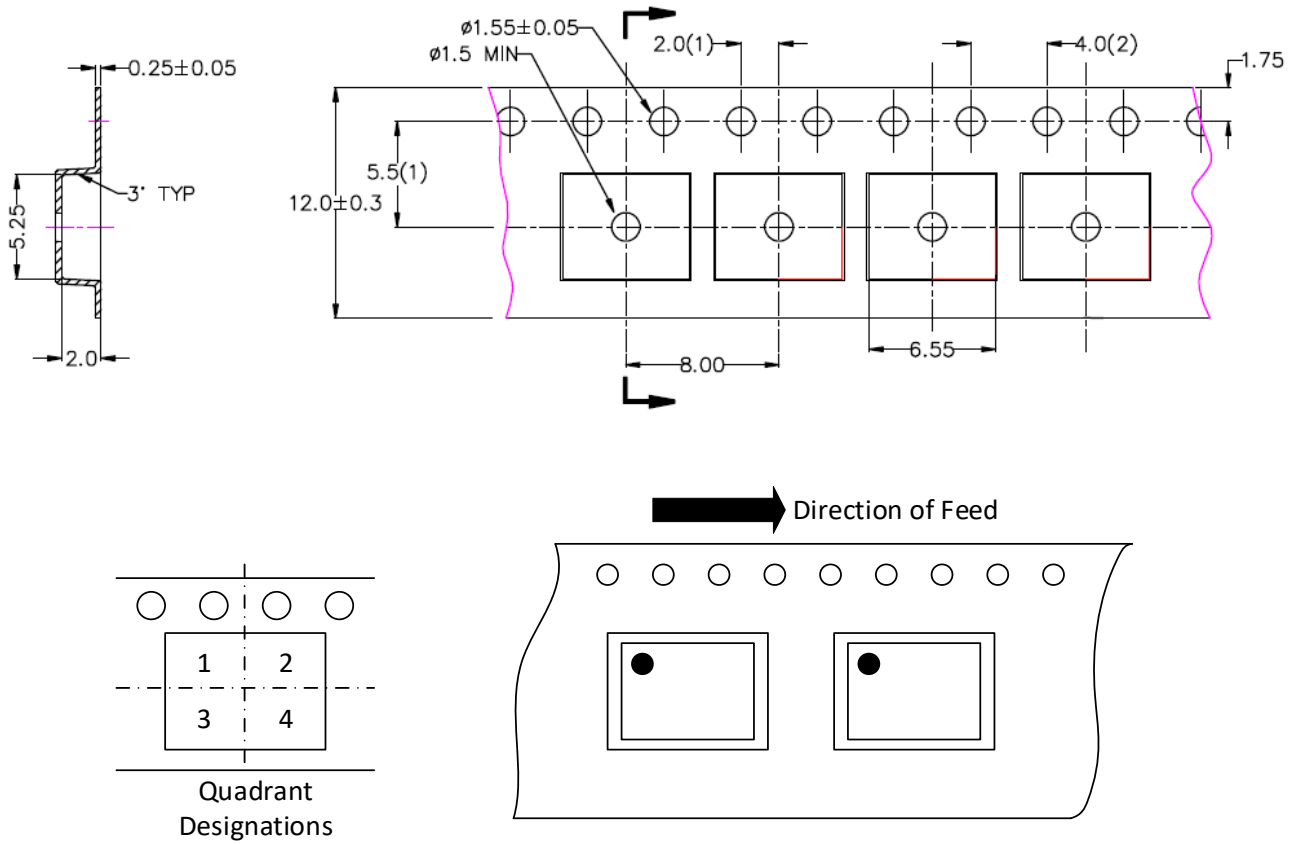 ø1.55±0.05
ø1.5 MIN
2.0(1)
4.0(2)
1.75
0.25±0.05
5.5(1)
3° TYP
12.0±0.3
5.25
2.0
8.00
6.55
Direction of Feed
1 2
3 4
Quadrant
Designations